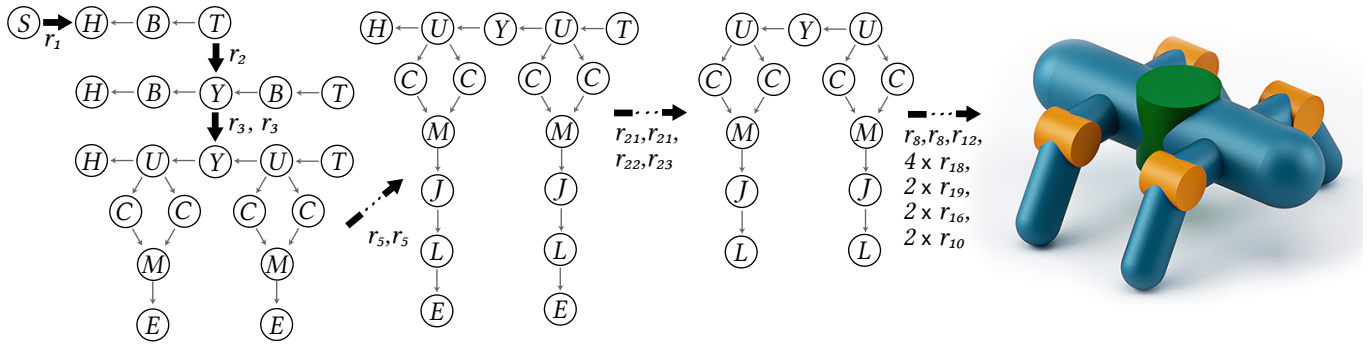 S H B T
r₁
r₂
H B Y B T
r₃, r₃
H U Y U T
C C C C
M M
E E
r₅,r₅
H U Y U T
C C C C
M M
J J
L L
E E
r₂₁,r₂₁,
r₂₂,r₂₃
U Y U
C C C C
M M
J J
L L
r₈,r₈,r₁₂,
4 x r₁₈,
2 x r₁₉,
2 x r₁₆,
2 x r₁₀